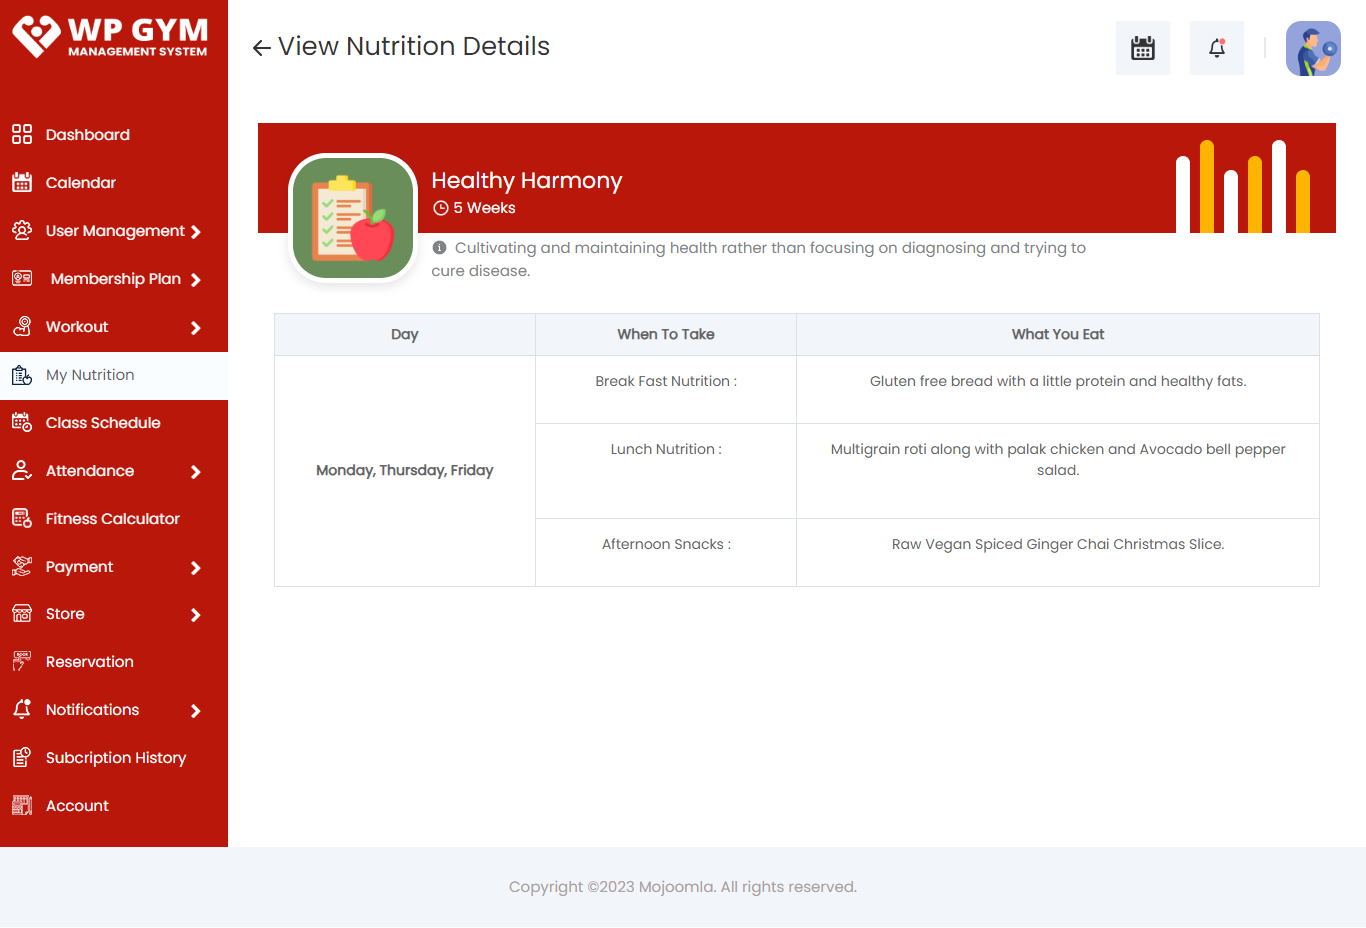 WP GYM
MANAGEMENT SYSTEM
Dashboard
Calendar
User Management
Membership Plan
Workout
My Nutrition
Class Schedule
Attendance
Fitness Calculator
Payment
Store
Reservation
Notifications
Subcription History
Account
View Nutrition Details
Healthy Harmony
5 Weeks
Cultivating and maintaining health rather than focusing on diagnosing and trying to
cure disease.
Day When To Take What You Eat
Monday, Thursday, Friday
Break Fast Nutrition : Gluten free bread with a little protein and healthy fats.
Lunch Nutrition : Multigrain roti along with palak chicken and Avocado bell pepper
salad.
Afternoon Snacks : Raw Vegan Spiced Ginger Chai Christmas Slice.
Copyright ©2023 Mojoomla. All rights reserved.